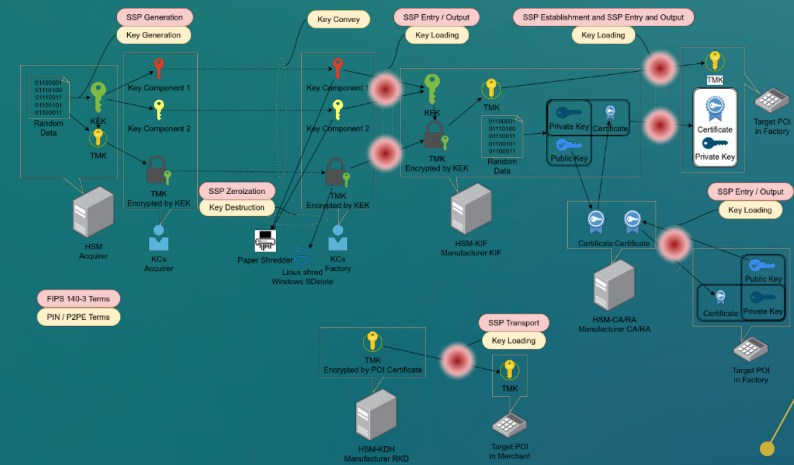 SSP Generation
Key Generation
Key Convey
SSP Entry / Output
Key Loading
SSP Establishment and SSP Entry and Output
Key Loading
01100001
01110100
01100011
01100101
01100011
Random
Data
KEK
TMK
Key Component 1
Key Component 2
TMK
Encrypted by KEK
Key Component 1
Key Component 2
TMK
Encrypted by KEK
KEK
TMK
TMK
Encrypted by KEK
01100001
01110100
01100011
01100101
01100011
Random
Data
Private Key
Public Key
Certificate
TMK
Certificate
Private Key
Target POI
in Factory
SSP Zeroization
Key Destruction
HSM
Acquirer
KCs
Acquirer
Paper Shredder
Linux shred
Windows SDelete
KCs
Factory
HSM-KIF
Manufacturer KIF
SSP Entry / Output
Key Loading
Certificate
Certificate
HSM-CA/RA
Manufacturer CA/RA
Public Key
Certificate
Private Key
Target POI
in Factory
FIPS 140-3 Terms
PIN / P2PE Terms
SSP Transport
Key Loading
TMK
Encrypted by POI Certificate
TMK
HSM-KDH
Manufacturer RKD
Target POI
in Merchant